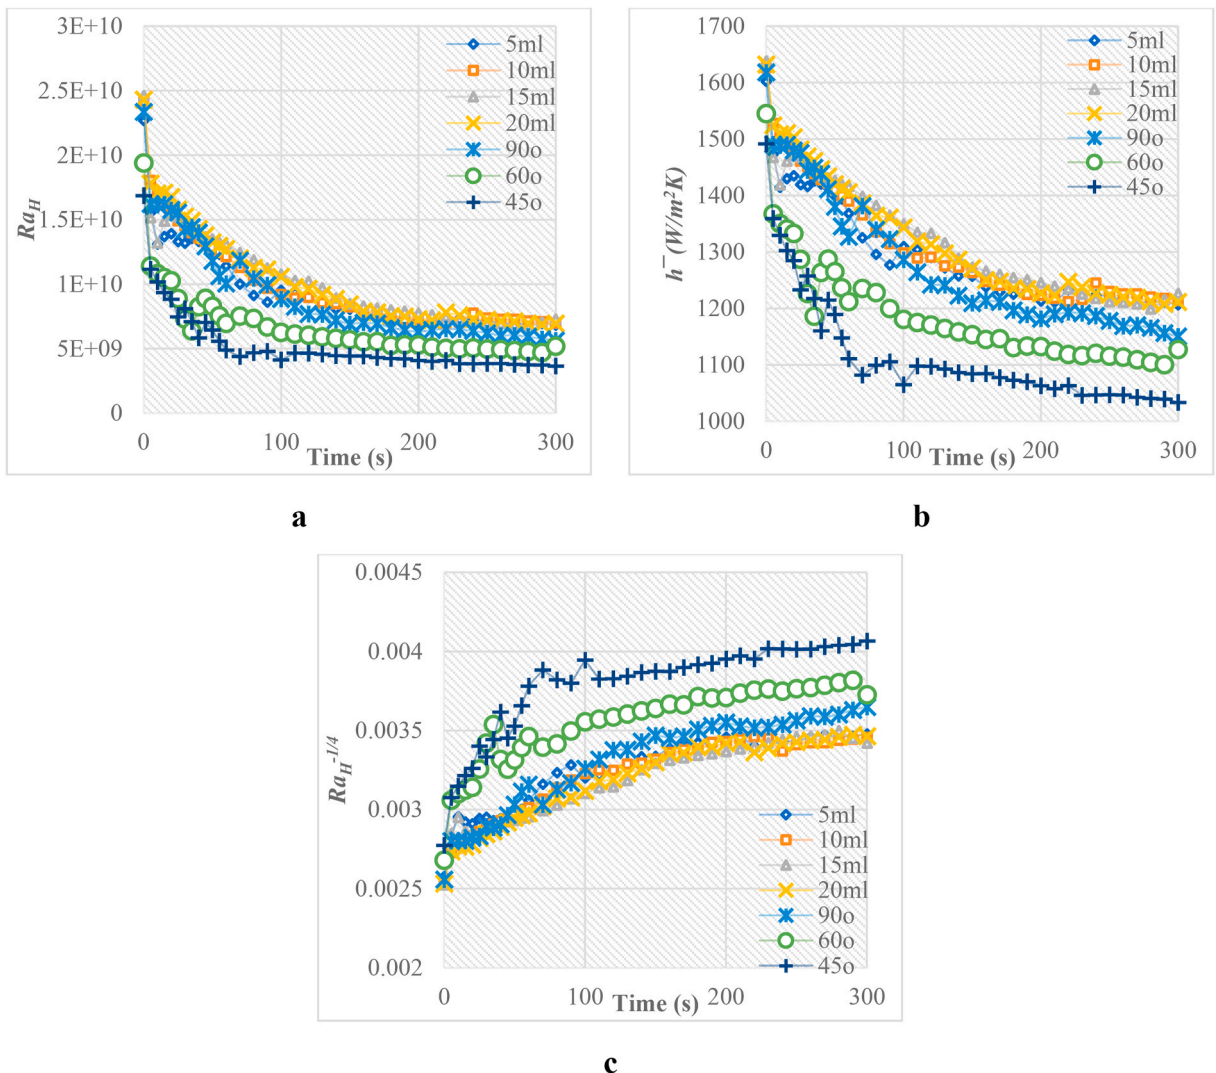 3E+10
2.5E+10
2E+10
1.5E+10
1E+10
5E+09
0
Ra_H
0 100 200 300
Time (s)
5ml
10ml
15ml
20ml
90o
60o
45o
a
1700
1600
1500
1400
1300
1200
1100
1000
h¯ (W/m²K)
0 100 200 300
Time (s)
5ml
10ml
15ml
20ml
90o
60o
45o
b
0.0045
0.004
0.0035
0.003
0.0025
0.002
Ra_H^-1/4
0 100 200 300
Time (s)
5ml
10ml
15ml
20ml
90o
60o
45o
c